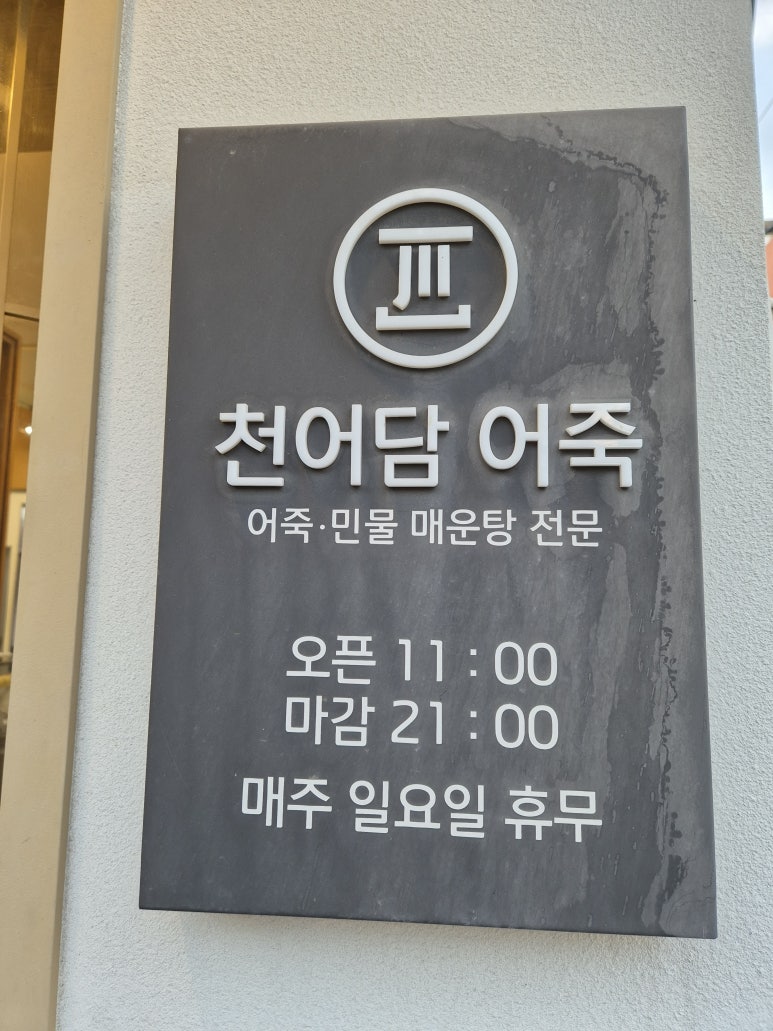 천어담 어죽
어죽·민물 매운탕 전문
오픈 11 : 00
마감 21 : 00
매주 일요일 휴무